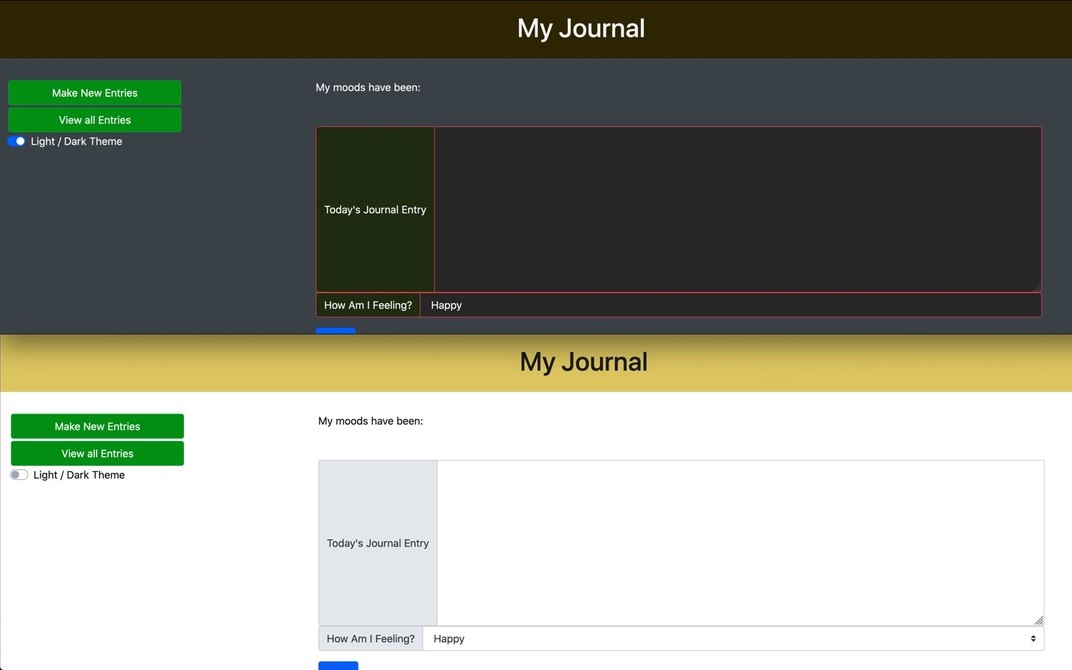 My Journal
Make New Entries
View all Entries
Light / Dark Theme
My moods have been:
Today's Journal Entry
How Am I Feeling? Happy
My Journal
Make New Entries
View all Entries
Light / Dark Theme
My moods have been:
Today's Journal Entry
How Am I Feeling? Happy